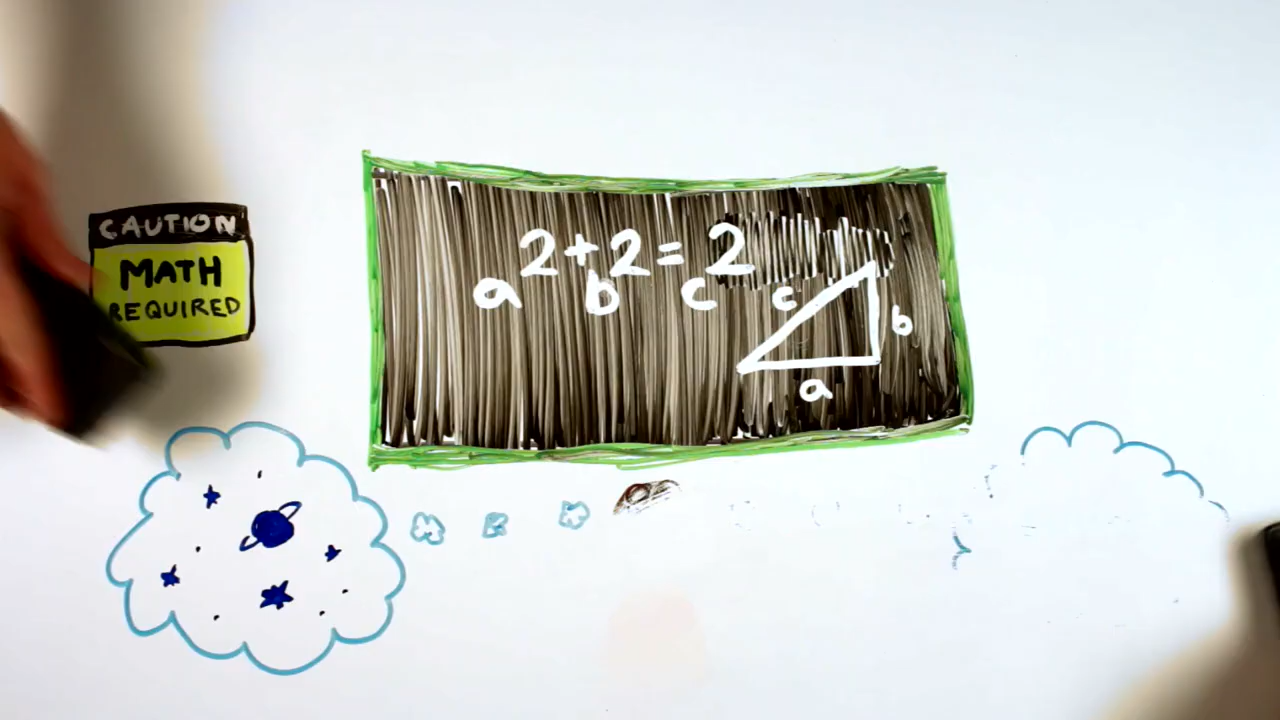 CAUTION
MATH
REQUIRED
a² + b² = c²
c
b
a